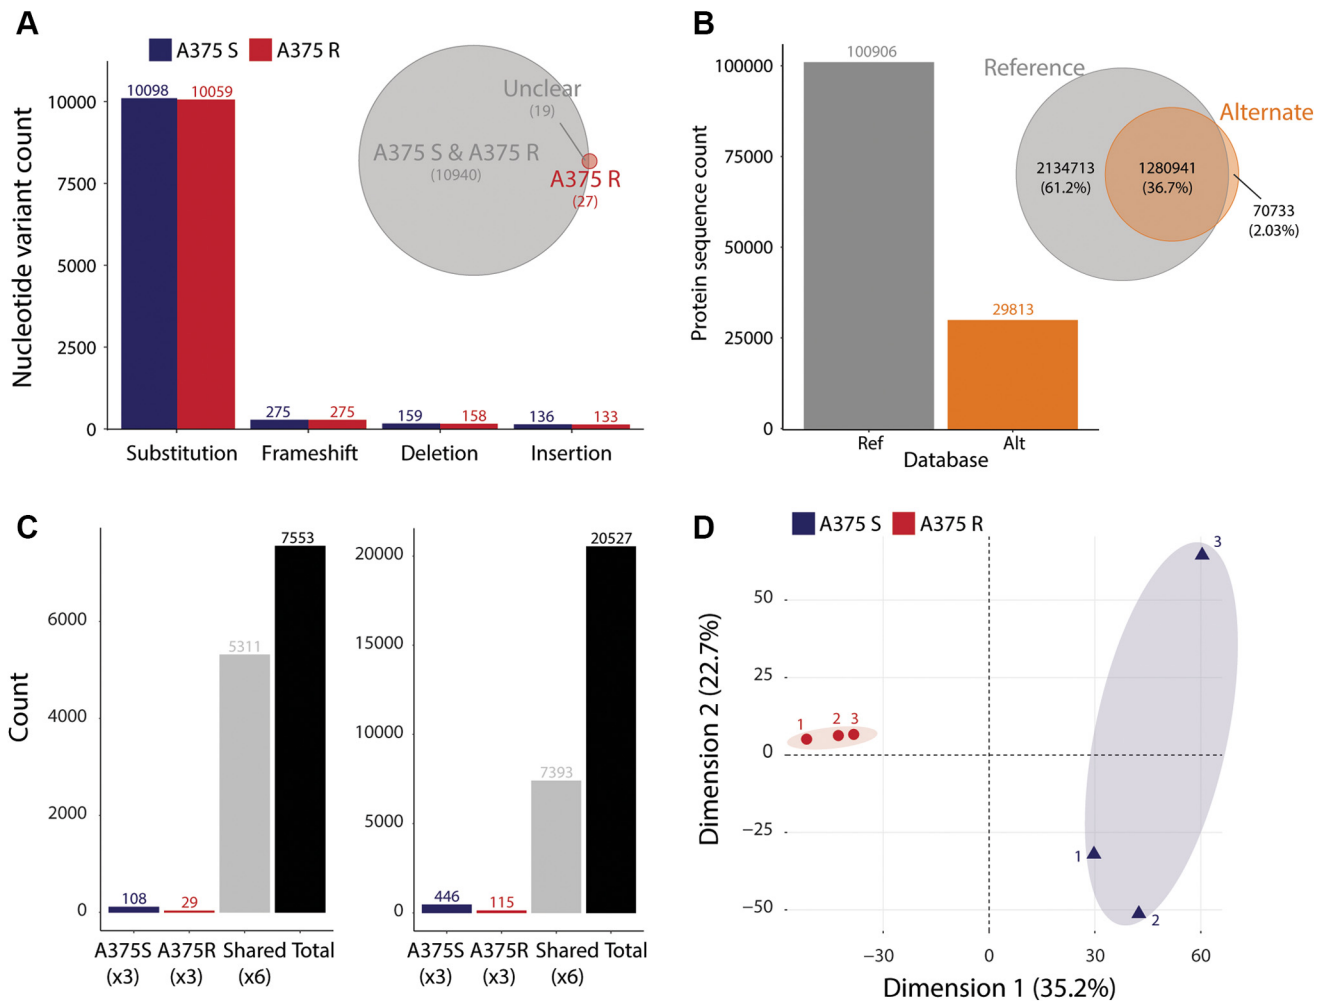 A
A375 S
A375 R
Nucleotide variant count
10000
7500
5000
2500
0
10098
10059
275
275
159
158
136
133
Substitution
Frameshift
Deletion
Insertion
Unclear
(19)
A375 S & A375 R
(10940)
A375 R
(27)
B
Protein sequence count
100000
75000
50000
25000
0
100906
29813
Ref
Alt
Database
Reference
Alternate
2134713
(61.2%)
1280941
(36.7%)
70733
(2.03%)
C
Count
6000
4000
2000
0
108
29
5311
7553
A375S
(x3)
A375R
(x3)
Shared
(x6)
Total
20000
15000
10000
5000
0
446
115
7393
20527
A375S
(x3)
A375R
(x3)
Shared
(x6)
Total
D
A375 S
A375 R
Dimension 2 (22.7%)
50
25
0
−25
−50
1
2
3
3
1
2
−30
0
30
60
Dimension 1 (35.2%)